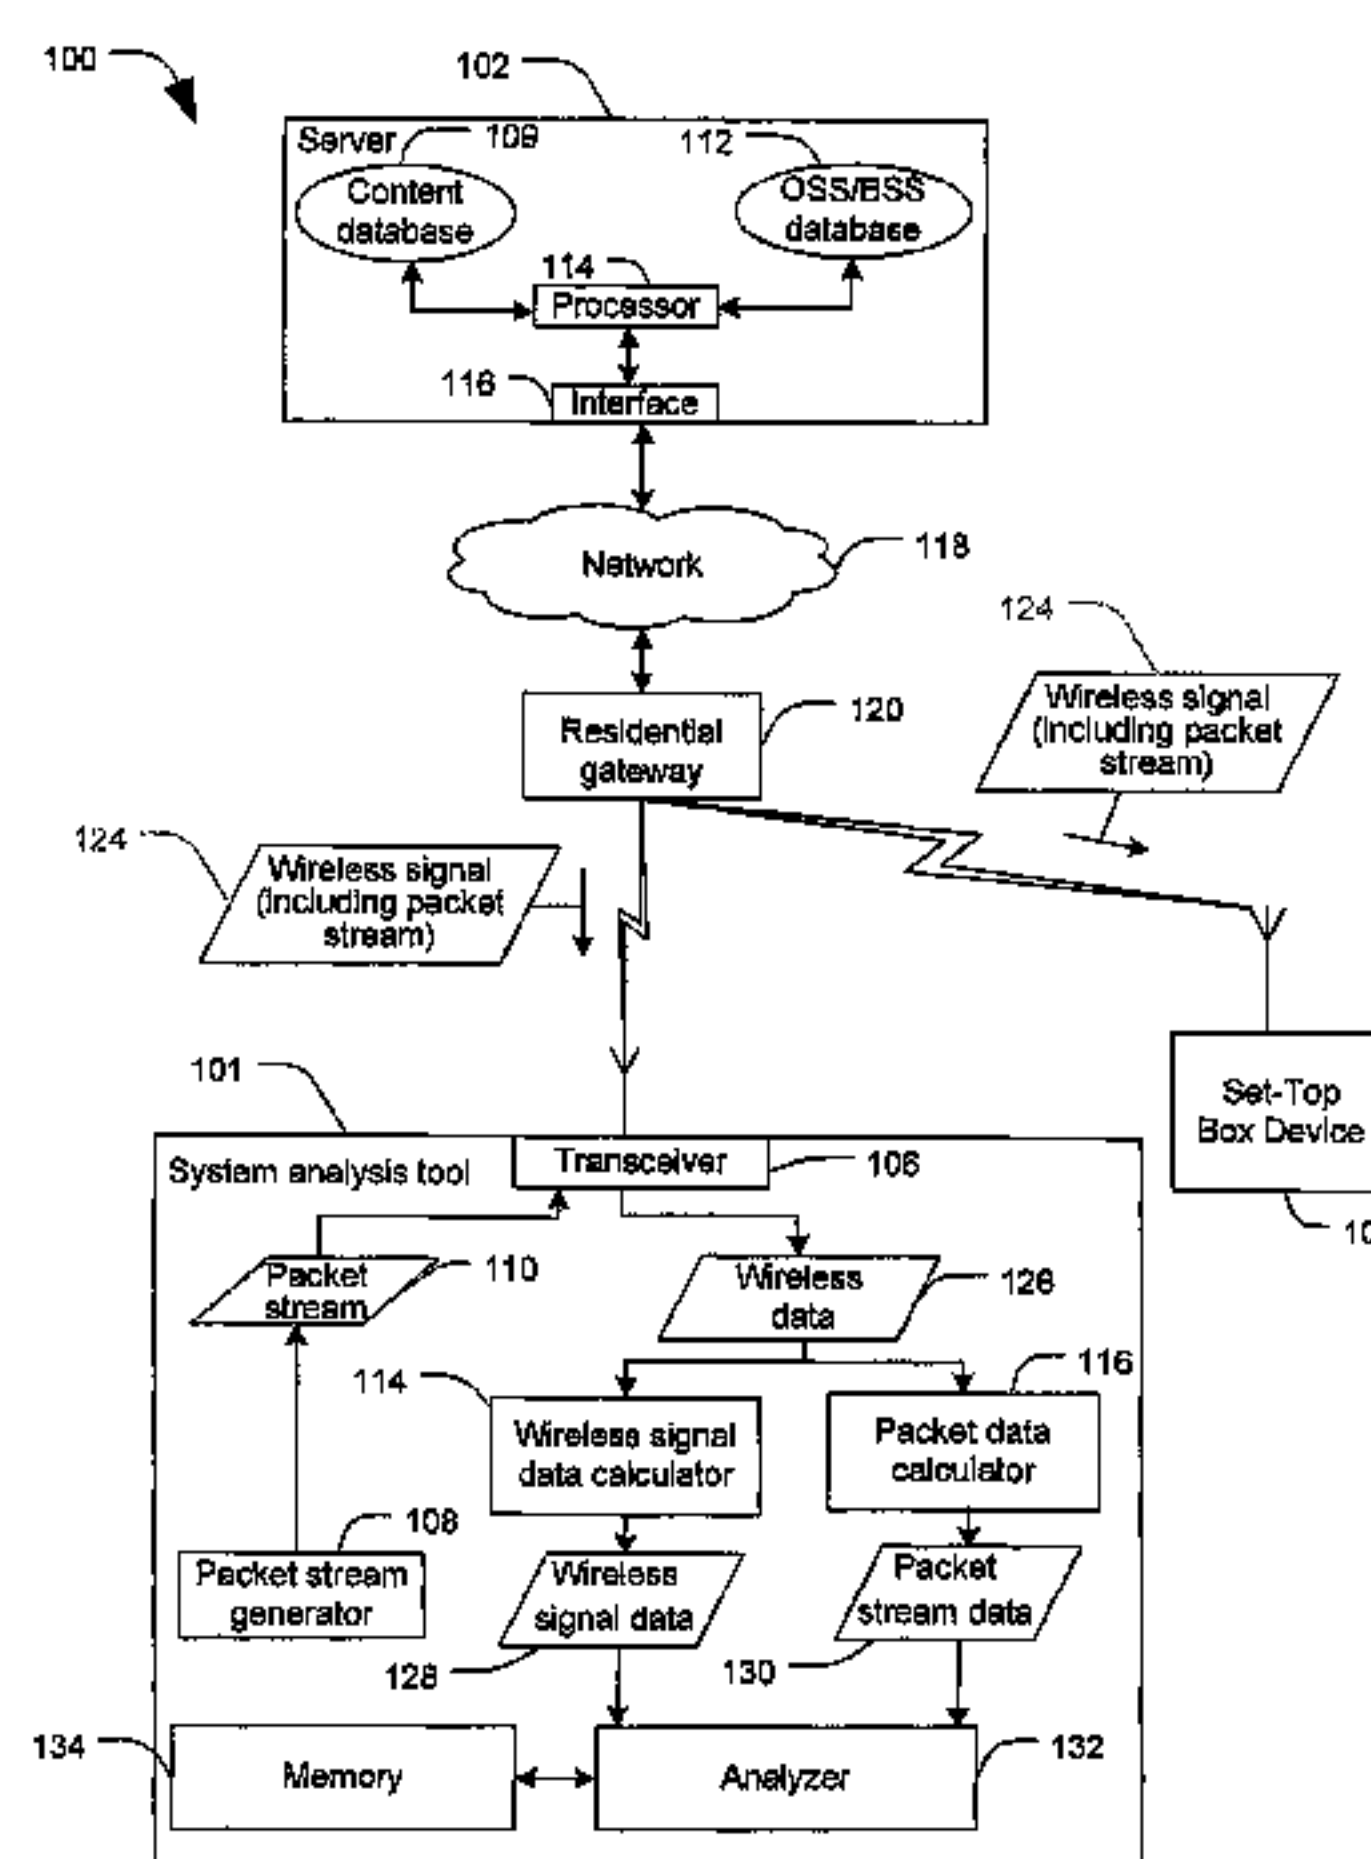 100
102
Server
109
112
Content
database
OSS/BSS
database
114
Processor
116
Interface
Network
118
124
Wireless signal
(including packet
stream)
Residential
gateway
120
124
Wireless signal
(including packet
stream)
101
System analysis tool
Transceiver
106
Set-Top
Box Device
10
Packet
stream
110
Wireless
data
126
114
Wireless signal
data calculator
116
Packet data
calculator
108
Packet stream
generator
Wireless
signal data
128
Packet
stream data
130
134
Memory
Analyzer
132